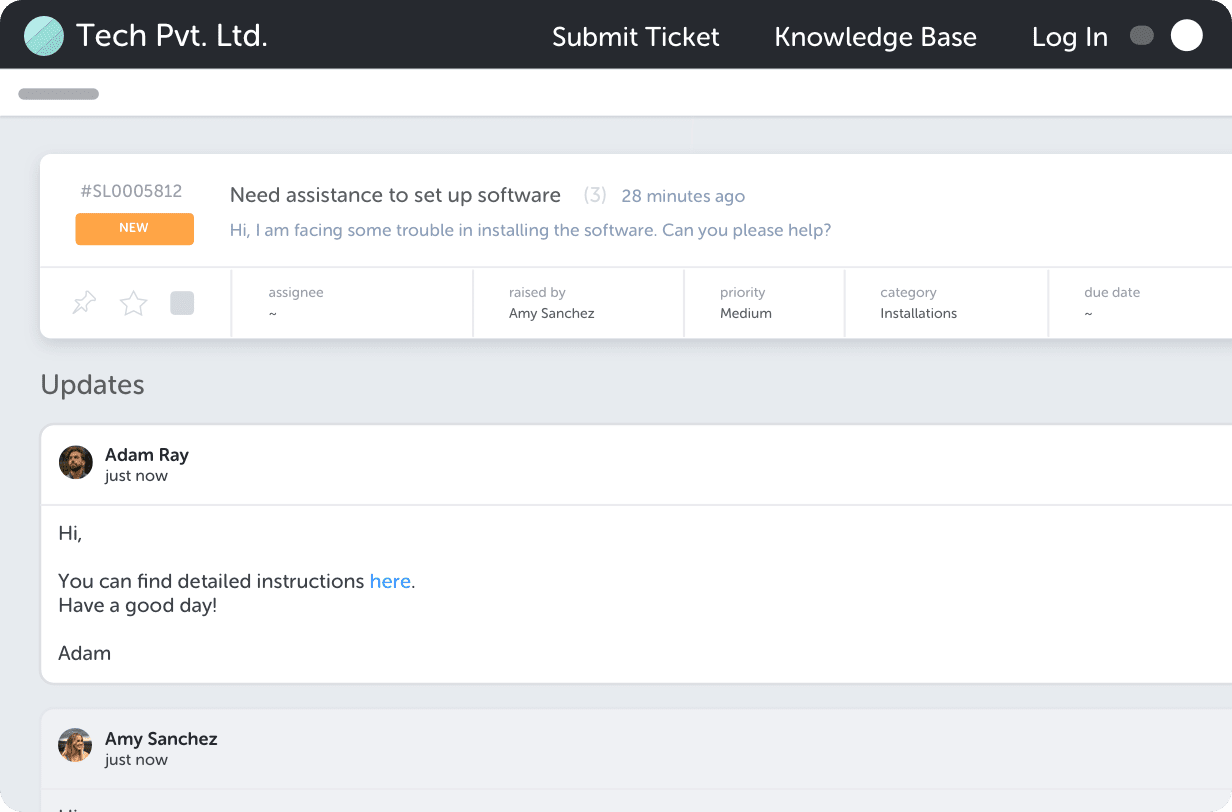 Tech Pvt. Ltd.
Submit Ticket
Knowledge Base
Log In
#SL0005812
NEW
Need assistance to set up software (3) 28 minutes ago
Hi, I am facing some trouble in installing the software. Can you please help?
assignee
~
raised by
Amy Sanchez
priority
Medium
category
Installations
due date
~
Updates
Adam Ray
just now
Hi,
You can find detailed instructions here.
Have a good day!
Adam
Amy Sanchez
just now